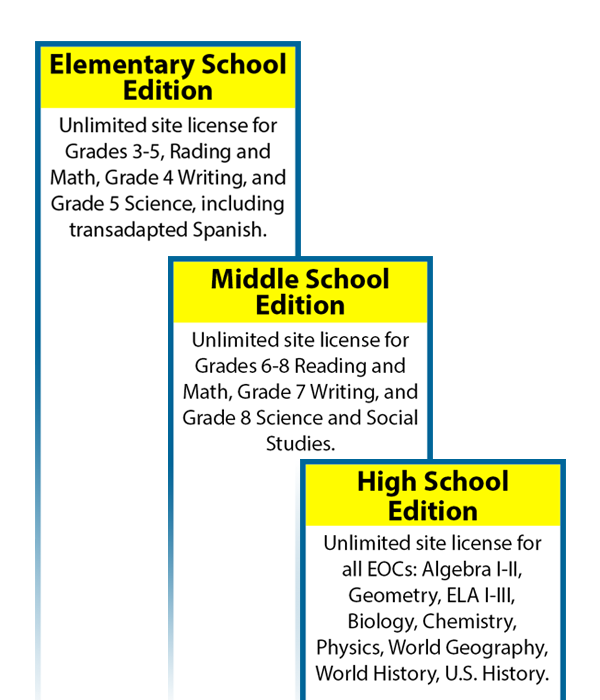 Elementary School
Edition
Unlimited site license for
Grades 3-5, Rading and
Math, Grade 4 Writing, and
Grade 5 Science, including
transadapted Spanish.
Middle School
Edition
Unlimited site license for
Grades 6-8 Reading and
Math, Grade 7 Writing, and
Grade 8 Science and Social
Studies.
High School
Edition
Unlimited site license for
all EOCs: Algebra I-II,
Geometry, ELA I-III,
Biology, Chemistry,
Physics, World Geography,
World History, U.S. History.